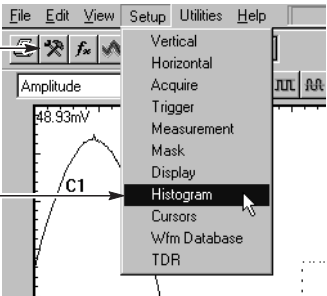 File Edit View Setup Utilities Help
Vertical
Horizontal
Acquire
Trigger
Measurement
Mask
Display
Histogram
Cursors
Wfm Database
TDR
fx
Amplitude
48.93mV
C1